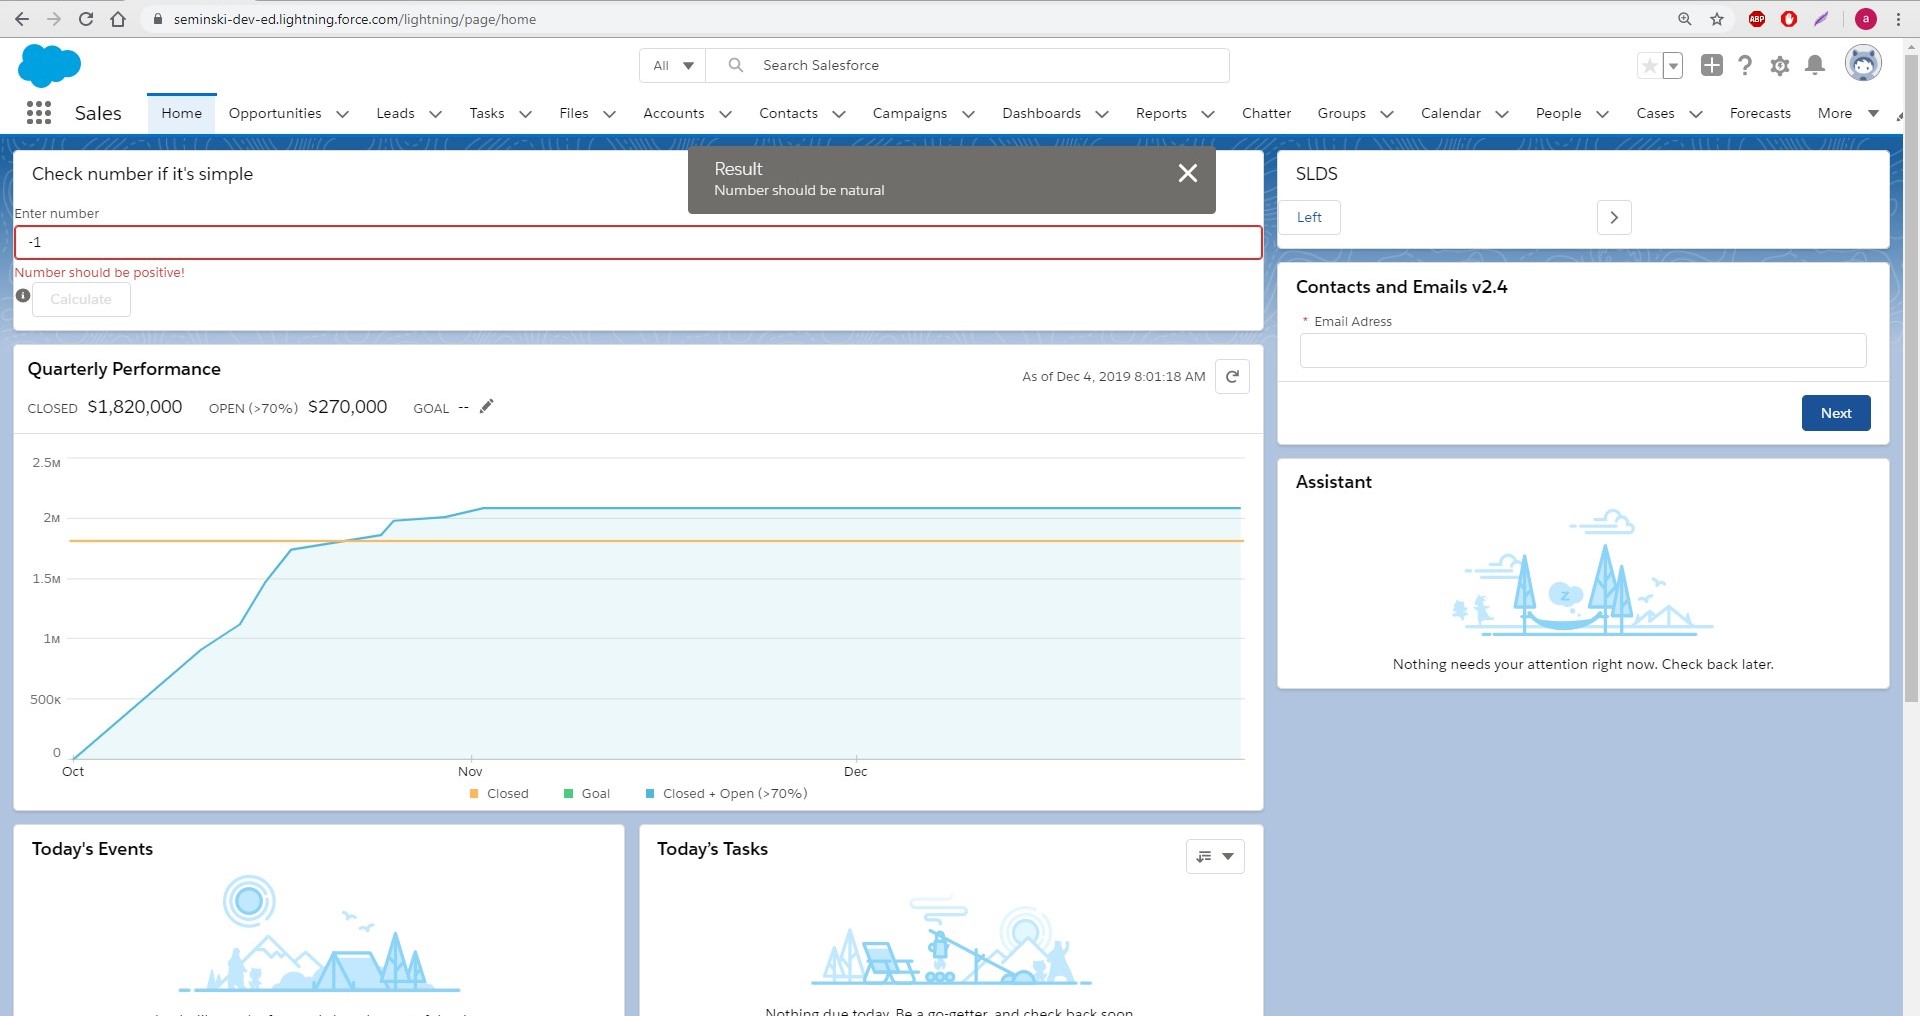 seminski-dev-ed.lightning.force.com/lightning/page/home
ABP
a
All
Search Salesforce
Sales
Home
Opportunities
Leads
Tasks
Files
Accounts
Contacts
Campaigns
Dashboards
Reports
Chatter
Groups
Calendar
People
Cases
Forecasts
More
Result
Number should be natural
Check number if it's simple
Enter number
-1
Number should be positive!
Calculate
SLDS
Left
Contacts and Emails v2.4
* Email Adress
Next
Quarterly Performance
As of Dec 4, 2019 8:01:18 AM
CLOSED $1,820,000 OPEN (>70%) $270,000 GOAL --
2.5M
2M
1.5M
1M
500K
0
Oct
Nov
Dec
Closed
Goal
Closed + Open (>70%)
Assistant
z
Nothing needs your attention right now. Check back later.
Today's Events
Today’s Tasks
Nothing due today. Be a go-getter, and check back soon.